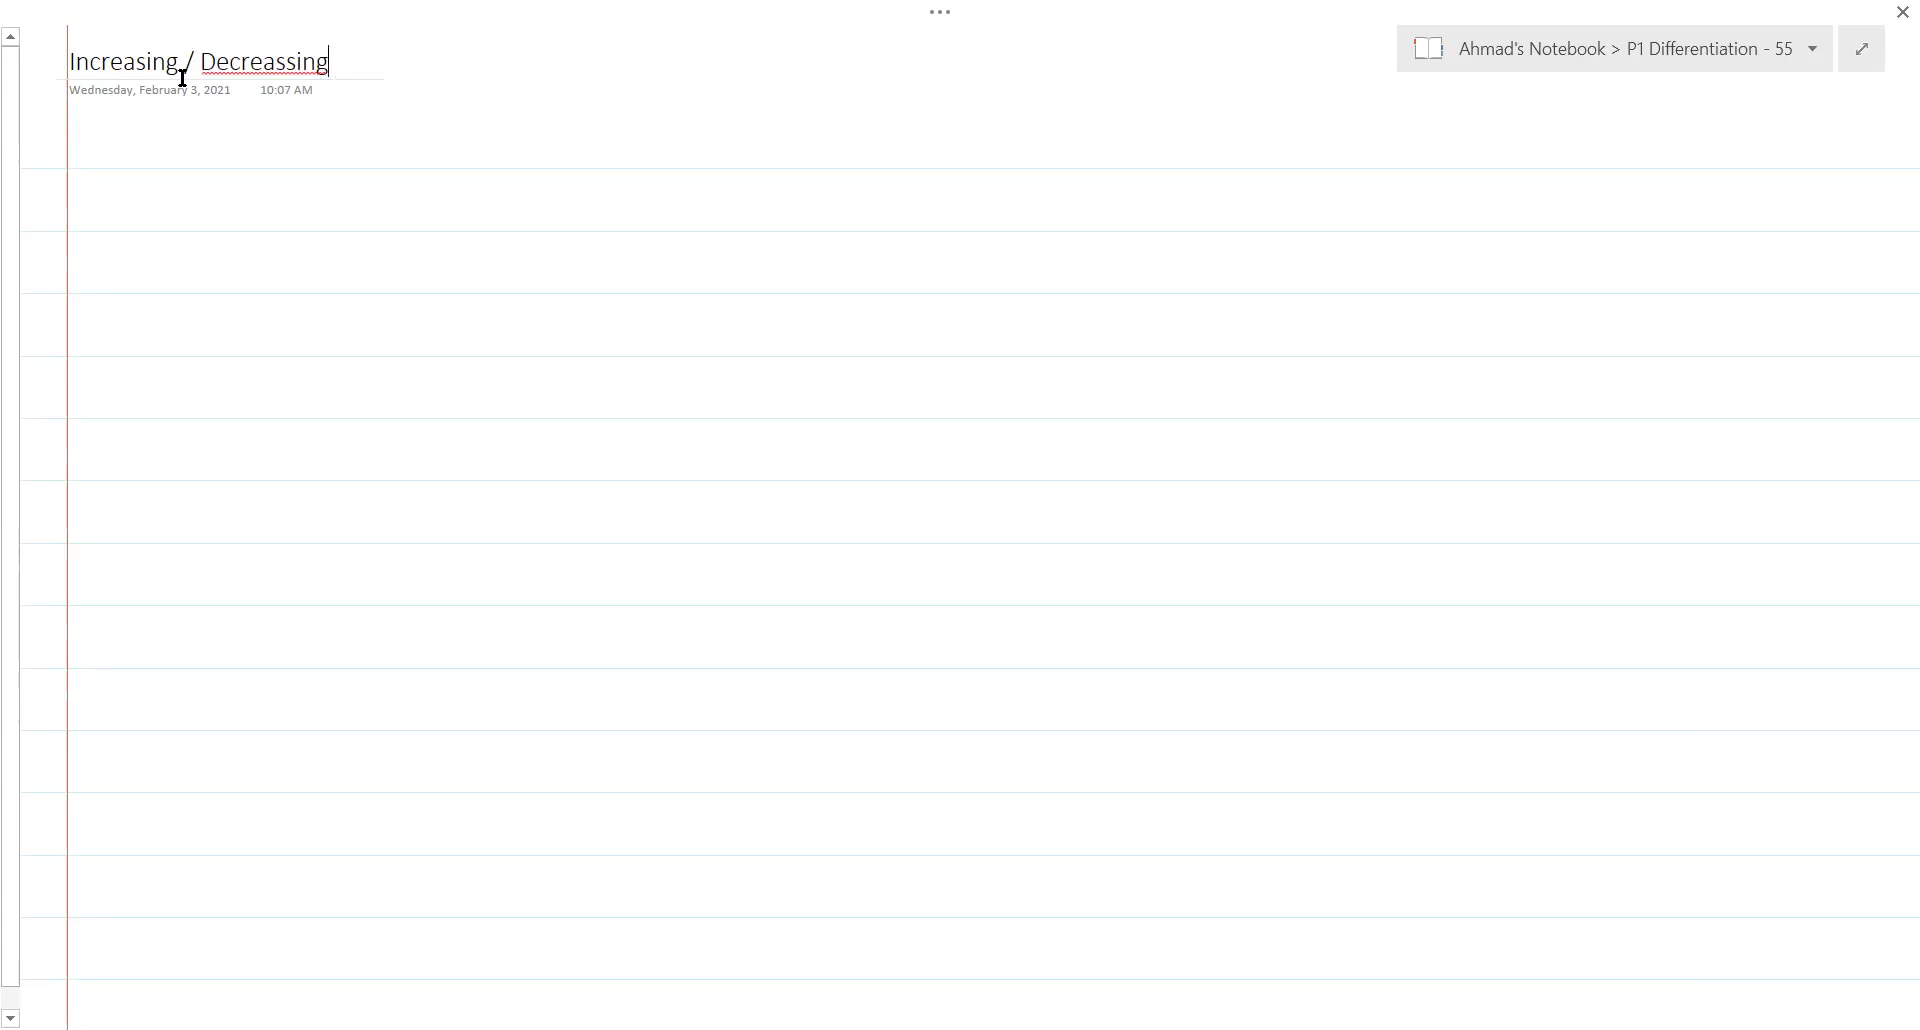 Increasing / Decreassing
Ahmad's Notebook > P1 Differentiation - 55
Wednesday, February 3, 2021 10:07 AM